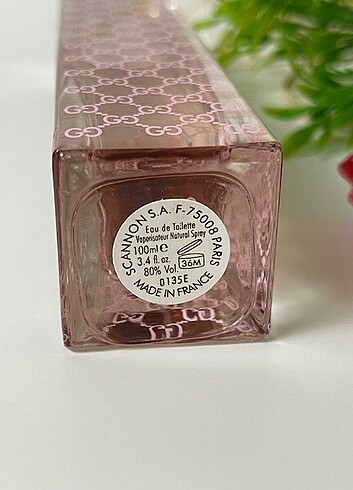 SCANNON S.A. F-75008 PARIS
Eau de Toilette
Vaporisateur Natural Spray
100ml e
3.4 fl. oz.
80% Vol.
36M
0135E
MADE IN FRANCE